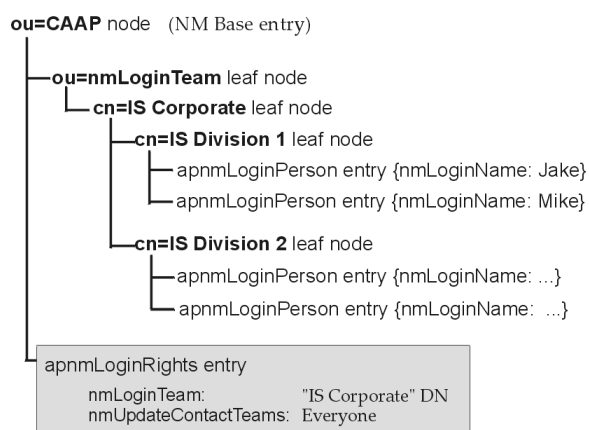 ou=CAAP node (NM Base entry)
ou=nmLoginTeam leaf node
cn=IS Corporate leaf node
cn=IS Division 1 leaf node
apnmLoginPerson entry {nmLoginName: Jake}
apnmLoginPerson entry {nmLoginName: Mike}
cn=IS Division 2 leaf node
apnmLoginPerson entry {nmLoginName: ...}
apnmLoginPerson entry {nmLoginName: ...}
apnmLoginRights entry
nmLoginTeam: "IS Corporate" DN
nmUpdateContactTeams: Everyone